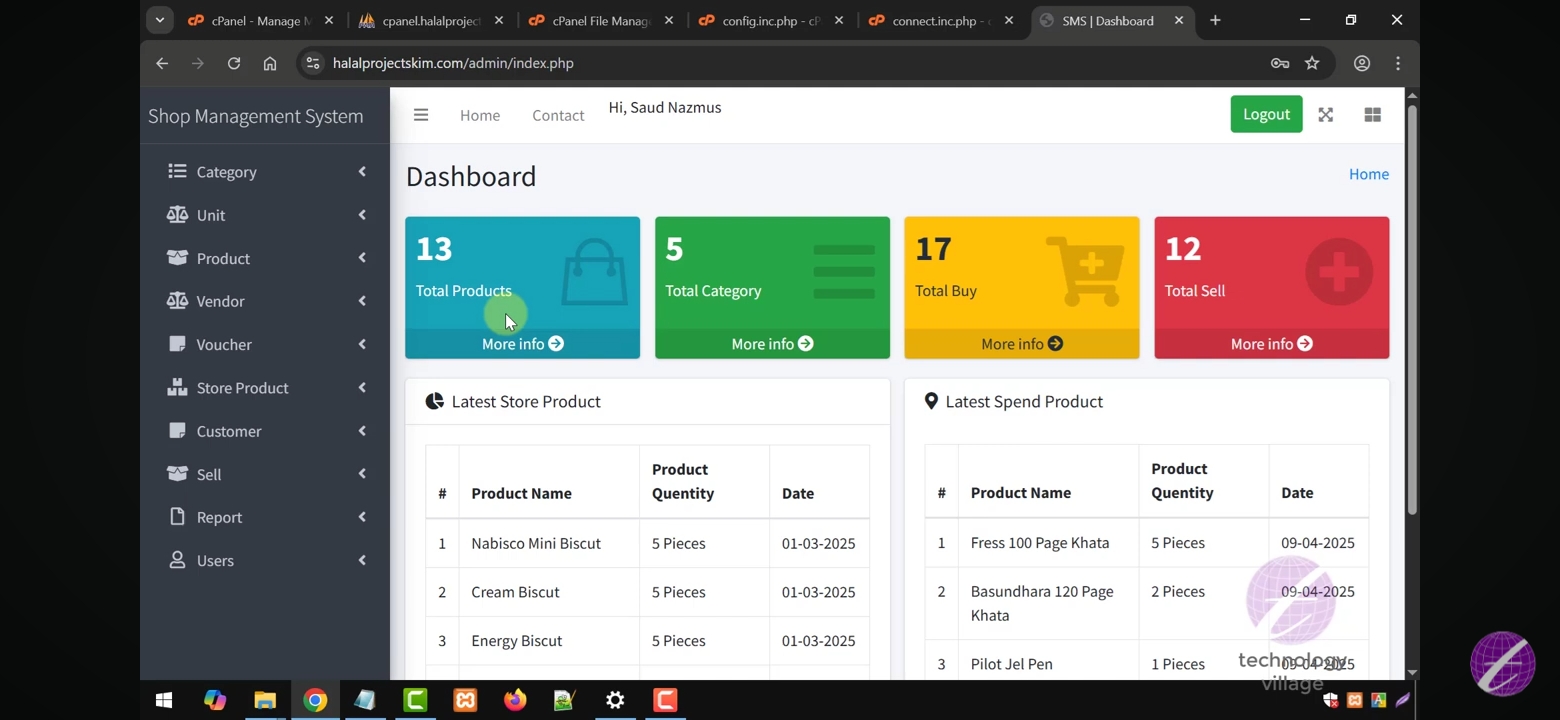 cPanel - Manage M
cpanel.halalproject
cPanel File Manag
config.inc.php - cP
connect.inc.php - c
SMS | Dashboard
halalprojectskim.com/admin/index.php
Shop Management System
Home
Contact
Hi, Saud Nazmus
Logout
Category
Unit
Product
Vendor
Voucher
Store Product
Customer
Sell
Report
Users
Dashboard
Home
13
Total Products
More info
5
Total Category
More info
17
Total Buy
More info
12
Total Sell
More info
Latest Store Product
# Product Name Product Quentity Date
1 Nabisco Mini Biscut 5 Pieces 01-03-2025
2 Cream Biscut 5 Pieces 01-03-2025
3 Energy Biscut 5 Pieces 01-03-2025
Latest Spend Product
# Product Name Product Quentity Date
1 Fress 100 Page Khata 5 Pieces 09-04-2025
2 Basundhara 120 Page Khata 2 Pieces 09-04-2025
3 Pilot Jel Pen 1 Pieces 09-04-2025
technology
village